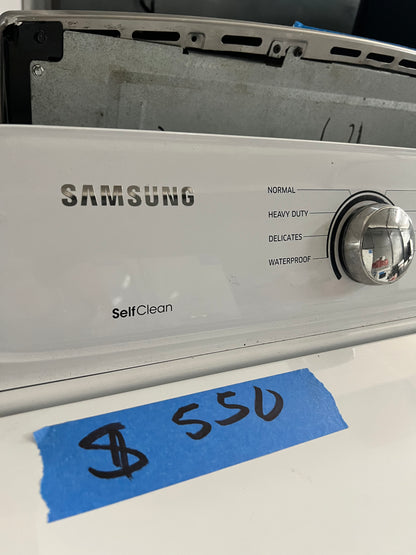 SAMSUNG
NORMAL
HEAVY DUTY
DELICATES
WATERPROOF
SelfClean
$ 550